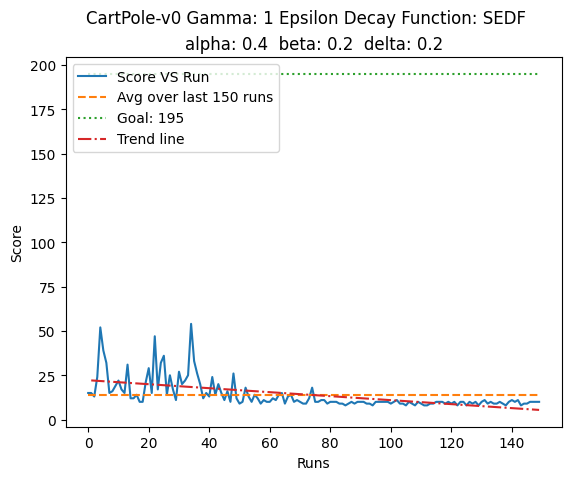 CartPole-v0 Gamma: 1 Epsilon Decay Function: SEDF
alpha: 0.4 beta: 0.2 delta: 0.2
Score VS Run
Avg over last 150 runs
Goal: 195
Trend line
200
175
150
125
100
75
50
25
0
Score
0 20 40 60 80 100 120 140
Runs